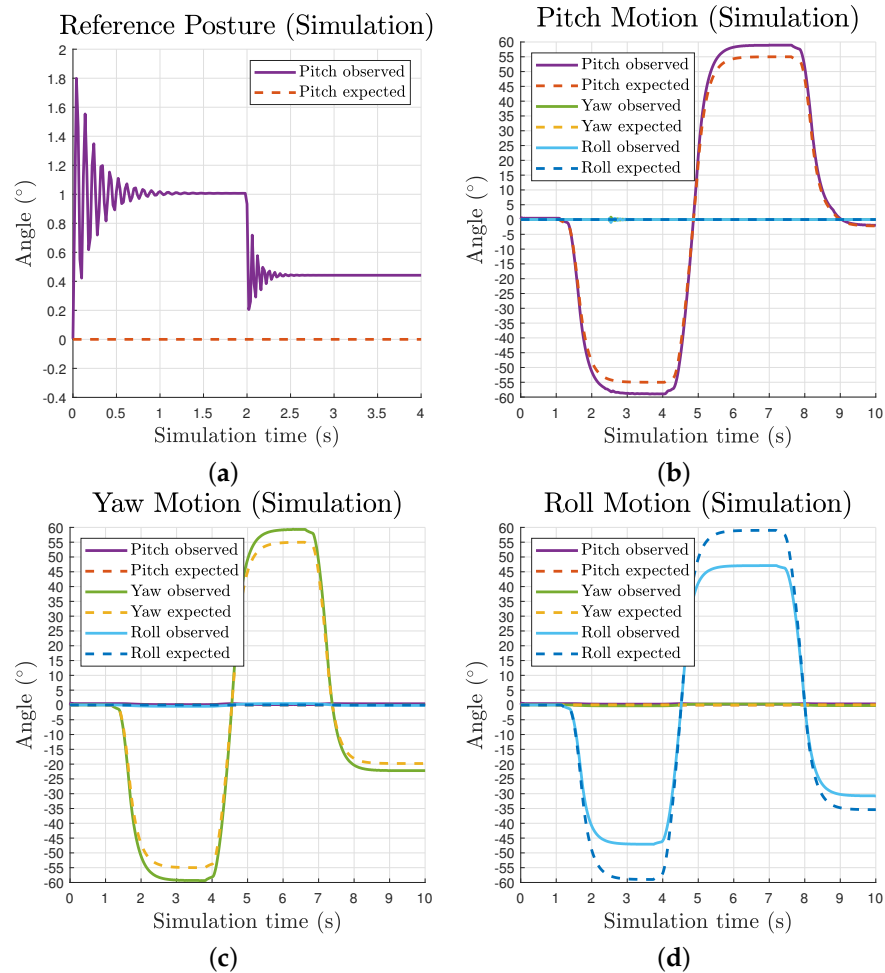 Reference Posture (Simulation)
2
1.8
1.6
1.4
1.2
1
0.8
0.6
0.4
0.2
0
-0.2
-0.4
Angle (°)
Pitch observed
Pitch expected
0 0.5 1 1.5 2 2.5 3 3.5 4
Simulation time (s)
(a)
Pitch Motion (Simulation)
60
55
50
45
40
35
30
25
20
15
10
5
0
-5
-10
-15
-20
-25
-30
-35
-40
-45
-50
-55
-60
Angle (°)
Pitch observed
Pitch expected
Yaw observed
Yaw expected
Roll observed
Roll expected
0 1 2 3 4 5 6 7 8 9 10
Simulation time (s)
(b)
Yaw Motion (Simulation)
60
55
50
45
40
35
30
25
20
15
10
5
0
-5
-10
-15
-20
-25
-30
-35
-40
-45
-50
-55
-60
Angle (°)
Pitch observed
Pitch expected
Yaw observed
Yaw expected
Roll observed
Roll expected
0 1 2 3 4 5 6 7 8 9 10
Simulation time (s)
(c)
Roll Motion (Simulation)
60
55
50
45
40
35
30
25
20
15
10
5
0
-5
-10
-15
-20
-25
-30
-35
-40
-45
-50
-55
-60
Angle (°)
Pitch observed
Pitch expected
Yaw observed
Yaw expected
Roll observed
Roll expected
0 1 2 3 4 5 6 7 8 9 10
Simulation time (s)
(d)